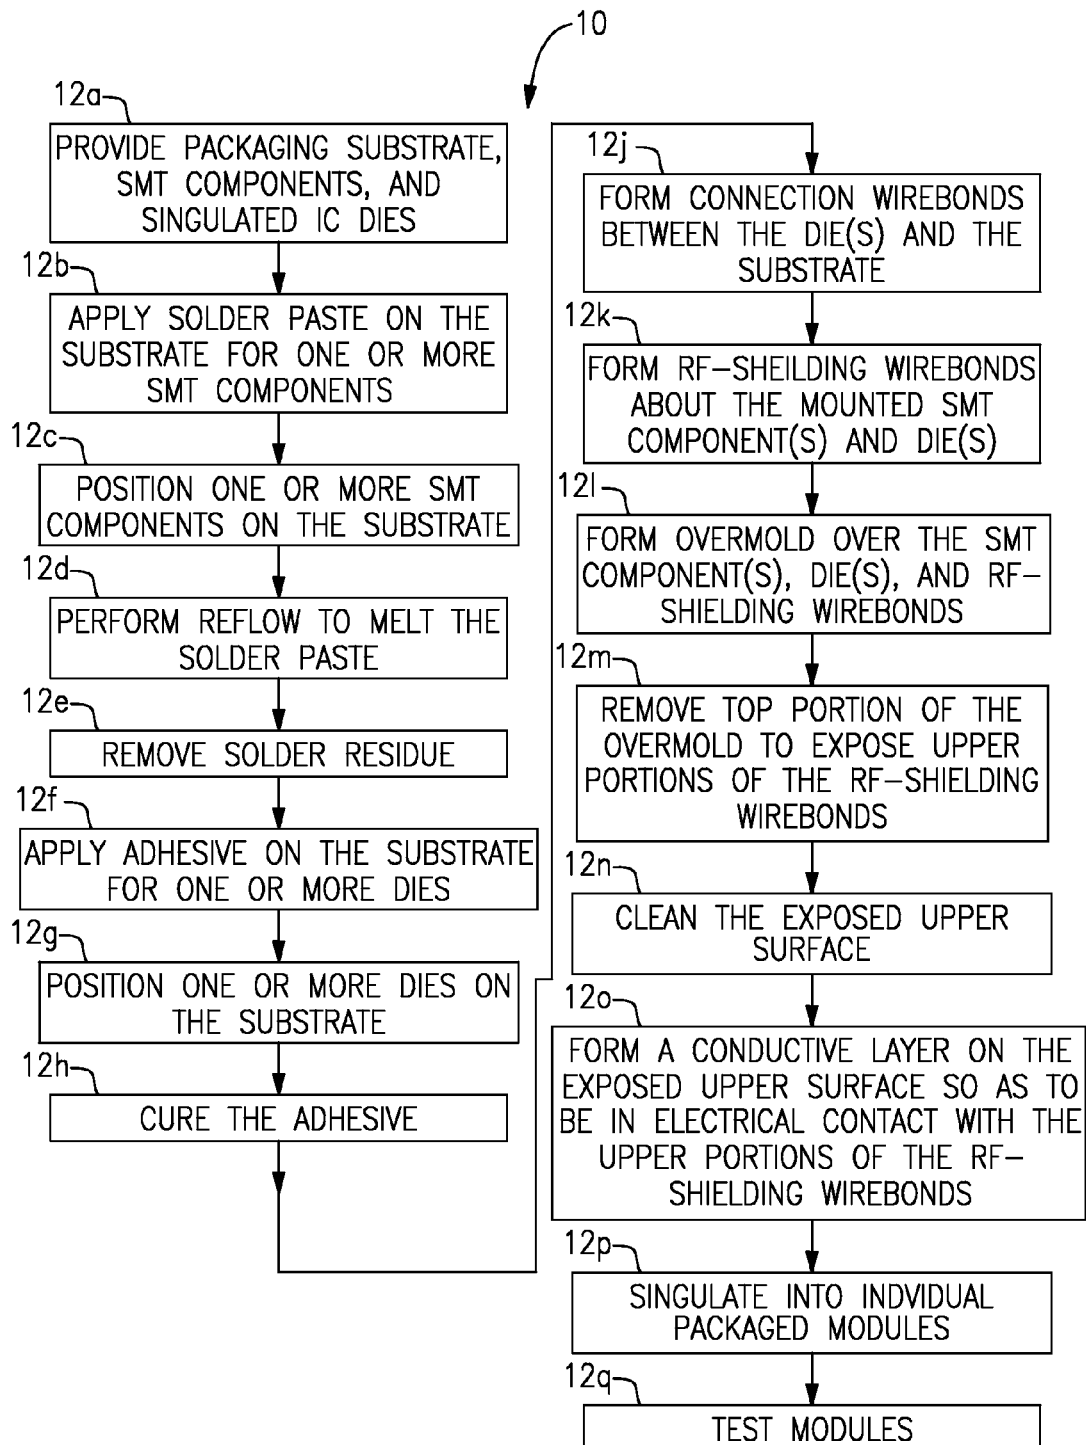 10
12a
PROVIDE PACKAGING SUBSTRATE,
SMT COMPONENTS, AND
SINGULATED IC DIES
12b
APPLY SOLDER PASTE ON THE
SUBSTRATE FOR ONE OR MORE
SMT COMPONENTS
12c
POSITION ONE OR MORE SMT
COMPONENTS ON THE SUBSTRATE
12d
PERFORM REFLOW TO MELT THE
SOLDER PASTE
12e
REMOVE SOLDER RESIDUE
12f
APPLY ADHESIVE ON THE SUBSTRATE
FOR ONE OR MORE DIES
12g
POSITION ONE OR MORE DIES ON
THE SUBSTRATE
12h
CURE THE ADHESIVE
12j
FORM CONNECTION WIREBONDS
BETWEEN THE DIE(S) AND THE
SUBSTRATE
12k
FORM RF-SHEILDING WIREBONDS
ABOUT THE MOUNTED SMT
COMPONENT(S) AND DIE(S)
12l
FORM OVERMOLD OVER THE SMT
COMPONENT(S), DIE(S), AND RF-
SHIELDING WIREBONDS
12m
REMOVE TOP PORTION OF THE
OVERMOLD TO EXPOSE UPPER
PORTIONS OF THE RF-SHIELDING
WIREBONDS
12n
CLEAN THE EXPOSED UPPER
SURFACE
12o
FORM A CONDUCTIVE LAYER ON THE
EXPOSED UPPER SURFACE SO AS TO
BE IN ELECTRICAL CONTACT WITH THE
UPPER PORTIONS OF THE RF-
SHIELDING WIREBONDS
12p
SINGULATE INTO INDVIDUAL
PACKAGED MODULES
12q
TEST MODULES